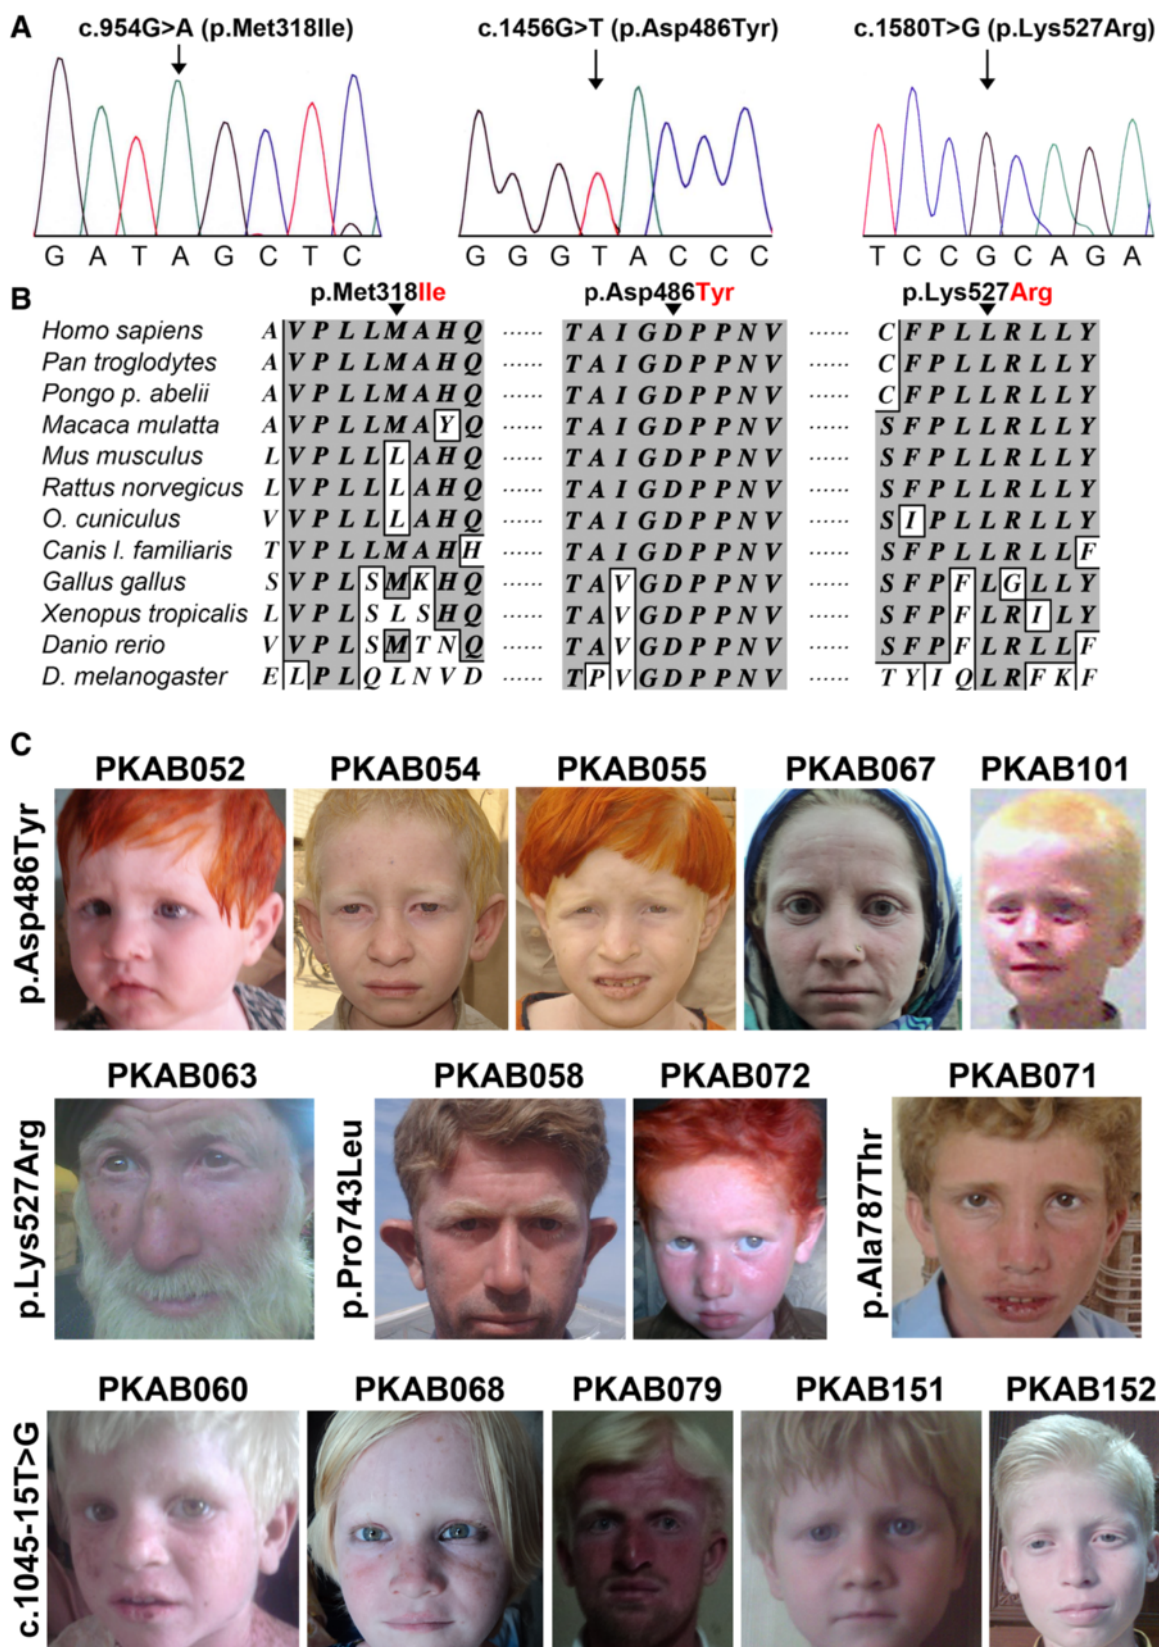 A
c.954G>A (p.Met318Ile) c.1456G>T (p.Asp486Tyr) c.1580T>G (p.Lys527Arg)
G A T A G C T C G G G T A C C C T C C G C A G A
B
p.Met318Ile p.Asp486Tyr p.Lys527Arg
Homo sapiens A V P L L M A H Q ...... T A I G D P P N V ...... C F P L L R L L Y
Pan troglodytes A V P L L M A H Q ...... T A I G D P P N V ...... C F P L L R L L Y
Pongo p. abelii A V P L L M A H Q ...... T A I G D P P N V ...... C F P L L R L L Y
Macaca mulatta A V P L L M A Y Q ...... T A I G D P P N V ...... S F P L L R L L Y
Mus musculus L V P L L L A H Q ...... T A I G D P P N V ...... S F P L L R L L Y
Rattus norvegicus L V P L L L A H Q ...... T A I G D P P N V ...... S F P L L R L L Y
O. cuniculus V V P L L L A H Q ...... T A I G D P P N V ...... S I P L L R L L Y
Canis l. familiaris T V P L L M A H H ...... T A I G D P P N V ...... S F P L L R L L F
Gallus gallus S V P L S M K H Q ...... T A V G D P P N V ...... S F P F L G L L Y
Xenopus tropicalis L V P L S L S H Q ...... T A V G D P P N V ...... S F P F L R I L Y
Danio rerio V V P L S M T N Q ...... T A V G D P P N V ...... S F P F L R L L F
D. melanogaster E L P L Q L N V D ...... T P V G D P P N V ...... T Y I Q L R F K F
C
PKAB052 PKAB054 PKAB055 PKAB067 PKAB101
p.Asp486Tyr
PKAB063 PKAB058 PKAB072 PKAB071
p.Lys527Arg p.Pro743Leu p.Ala787Thr
PKAB060 PKAB068 PKAB079 PKAB151 PKAB152
c.1045-15T>G